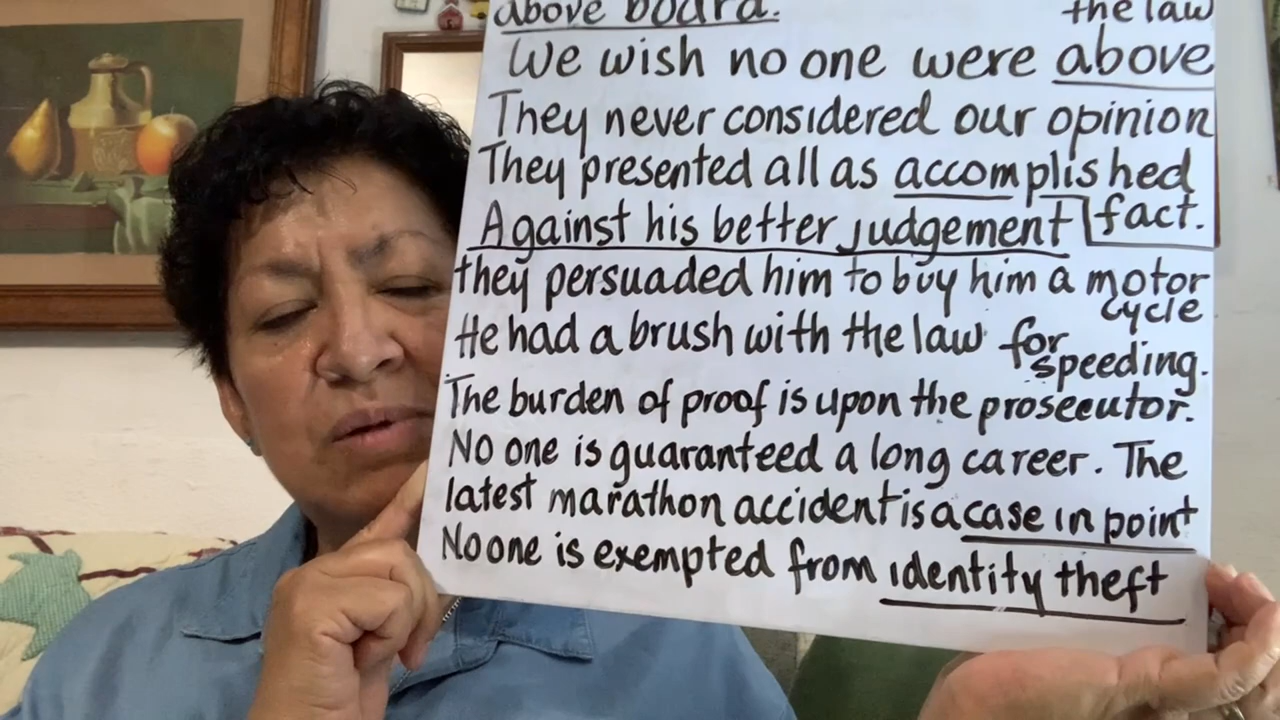 above board.
the law
We wish no one were above
They never considered our opinion
They presented all as accomplished
fact.
Against his better judgement
they persuaded him to buy him a motor
cycle
He had a brush with the law for
speeding.
The burden of proof is upon the prosecutor.
No one is guaranteed a long career. The
latest marathon accident is a case in point
No one is exempted from identity theft